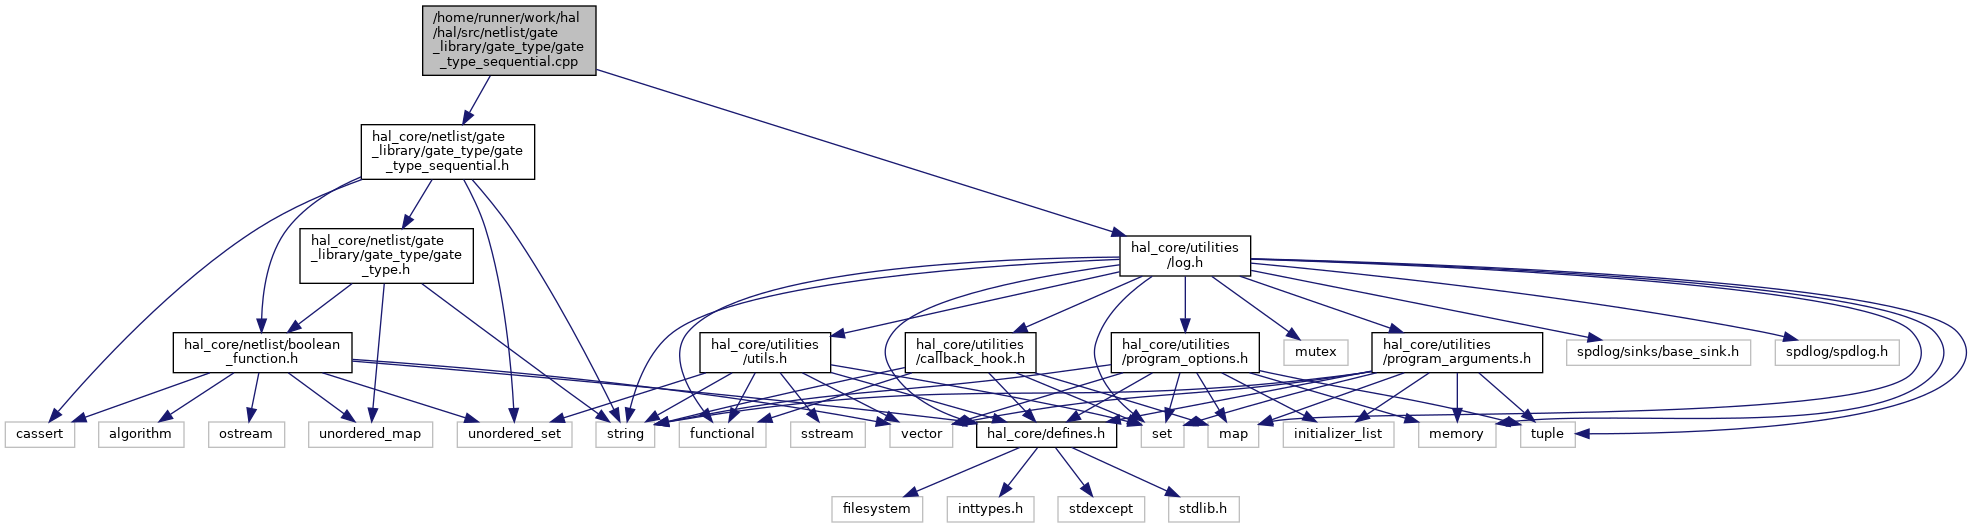 /home/runner/work/hal
/hal/src/netlist/gate
_library/gate_type/gate
_type_sequential.cpp
hal_core/netlist/gate
_library/gate_type/gate
_type_sequential.h
hal_core/netlist/gate
_library/gate_type/gate
_type.h
hal_core/utilities
/log.h
hal_core/netlist/boolean
_function.h
hal_core/utilities
/utils.h
hal_core/utilities
/callback_hook.h
hal_core/utilities
/program_options.h
mutex
hal_core/utilities
/program_arguments.h
spdlog/sinks/base_sink.h
spdlog/spdlog.h
cassert
algorithm
ostream
unordered_map
unordered_set
string
functional
sstream
vector
hal_core/defines.h
set
map
initializer_list
memory
tuple
filesystem
inttypes.h
stdexcept
stdlib.h